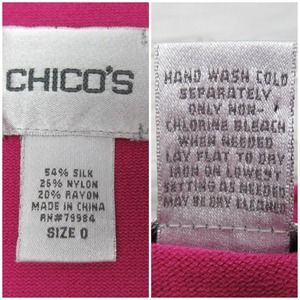 CHICO'S
54% SILK
26% NYLON
20% RAYON
MADE IN CHINA
RN#79984
SIZE 0
HAND WASH COLD
SEPARATELY
ONLY NON-
CHLORINE BLEACH
WHEN NEEDED
LAY FLAT TO DRY
IRON ON LOWEST
SETTING AS NEEDED
MAY BE DRY CLEANED